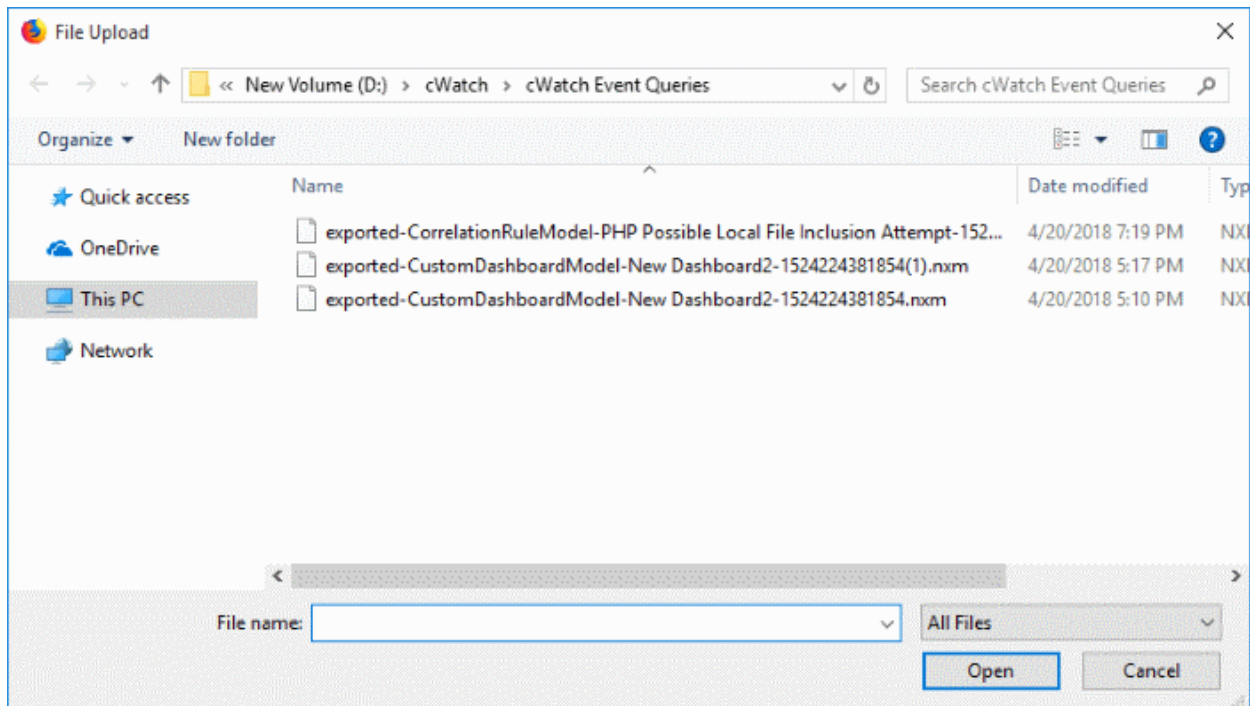 File Upload
« New Volume (D:) > cWatch > cWatch Event Queries Search cWatch Event Queries
Organize New folder ?
Name Date modified Typ
Quick access
exported-CorrelationRuleModel-PHP Possible Local File Inclusion Attempt-152... 4/20/2018 7:19 PM NXI
OneDrive
exported-CustomDashboardModel-New Dashboard2-1524224381854(1).nxm 4/20/2018 5:17 PM NXI
This PC
exported-CustomDashboardModel-New Dashboard2-1524224381854.nxm 4/20/2018 5:10 PM NXI
Network
File name: All Files
Open Cancel